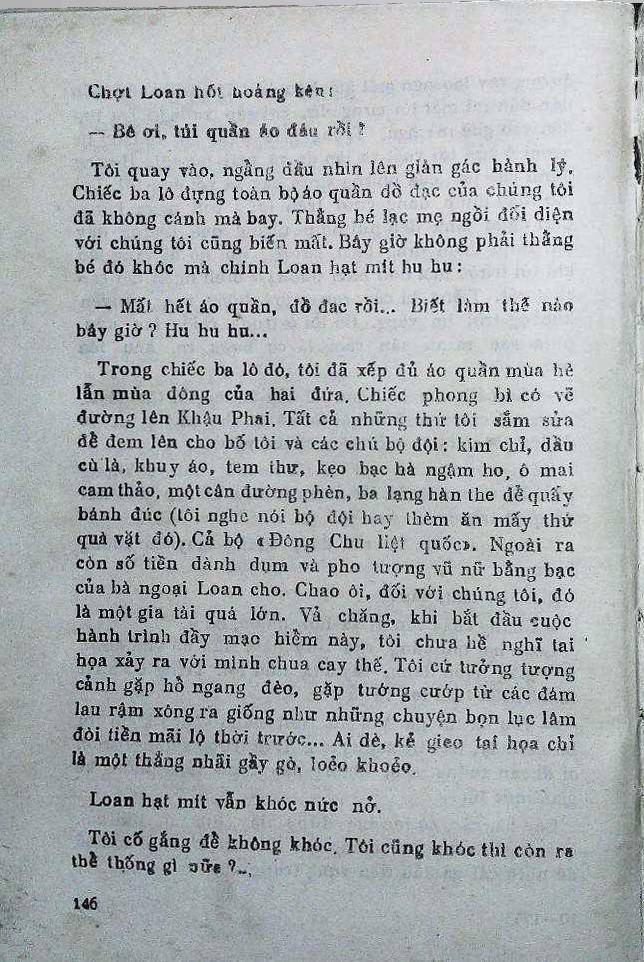 Chợt Loan hốt hoảng kêu:
— Bê ơi, túi quần áo đâu rồi ?
Tôi quay vào, ngẩng đầu nhìn lên giàn gác hành lý.
Chiếc ba lô đựng toàn bộ áo quần đồ đạc của chúng tôi
đã không cánh mà bay. Thằng bé lạc mẹ ngồi đối diện
với chúng tôi cũng biến mất. Bây giờ không phải thằng
bé đó khóc mà chính Loan hạt mít hu hu :
— Mất hết áo quần, đồ đac rồi... Biết làm thế nào
bây giờ ? Hu hu hu...
Trong chiếc ba lô đó, tôi đã xếp đủ áo quần mùa hè
lẫn mùa đông của hai đứa. Chiếc phong bì có vẽ
đường lên Khậu Phai. Tất cả những thứ tôi sắm sửa
để đem lên cho bố tôi và các chú bộ đội : kim chỉ, dầu
cù là, khuy áo, tem thư, kẹo bạc hà ngậm ho, ô mai
cam thảo, một cân đường phèn, ba lạng hàn the để quấy
bánh đúc (tôi nghe nói bộ đội hay thèm ăn mấy thứ
quà vặt đó). Cả bộ «Đông Chu liệt quốc». Ngoài ra
còn số tiền dành dụm và pho tượng vũ nữ bằng bạc
của bà ngoại Loan cho. Chao ôi, đối với chúng tôi, đó
là một gia tài quá lớn. Vả chăng, khi bắt đầu cuộc
hành trình đầy mạo hiểm này, tôi chưa hề nghĩ tai
họa xảy ra với mình chua cay thế. Tôi cứ tưởng tượng
cảnh gặp hồ ngang đèo, gặp tướng cướp từ các đám
lau rậm xông ra giống như những chuyện bọn lục lâm
đòi tiền mãi lộ thời trước... Ai dè, kẻ gieo tai họa chỉ
là một thằng nhãi gầy gò, loẻo khoẻo.
Loan hạt mít vẫn khóc nức nở.
Tôi cố gắng để không khóc. Tôi cũng khóc thì còn ra
thể thống gì nữa ?...
146